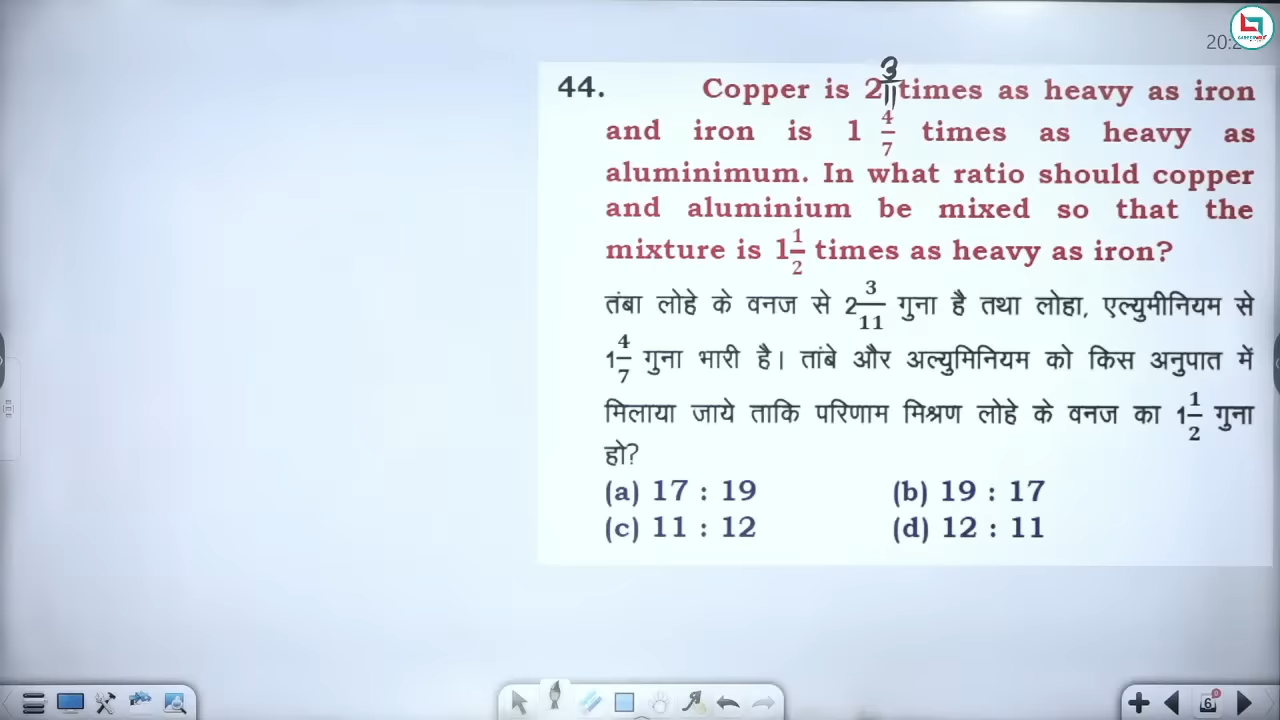 20:2
44. Copper is 2 3/11 times as heavy as iron
and iron is 1 4/7 times as heavy as
aluminimum. In what ratio should copper
and aluminium be mixed so that the
mixture is 1 1/2 times as heavy as iron?
तंबा लोहे के वनज से 2 3/11 गुना है तथा लोहा, एल्युमीनियम से
1 4/7 गुना भारी है। तांबे और अल्युमिनियम को किस अनुपात में
मिलाया जाये ताकि परिणाम मिश्रण लोहे के वनज का 1 1/2 गुना
हो?
(a) 17 : 19 (b) 19 : 17
(c) 11 : 12 (d) 12 : 11
6